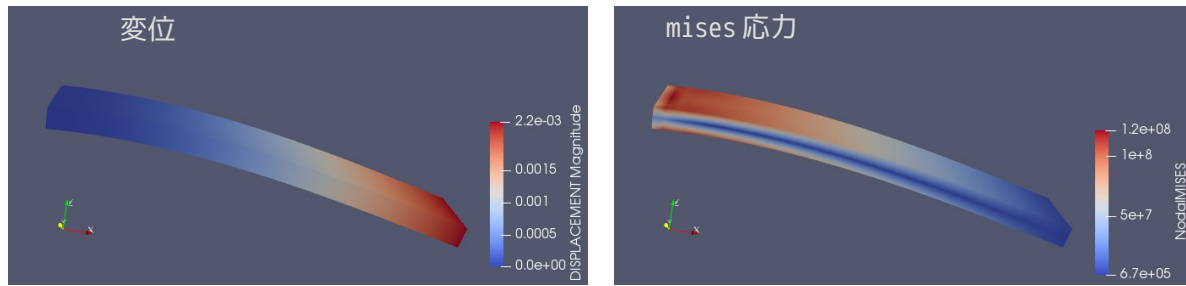 変位
2.2e-03
0.0015
0.001
0.0005
0.0e+00
DISPLACEMENT Magnitude
X
mises 応力
1.2e+08
1e+8
5e+7
6.7e+05
NodalMISES
X